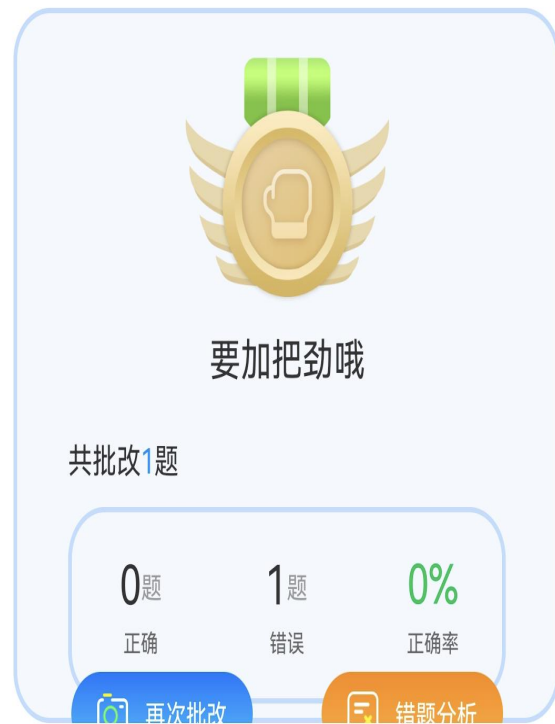 要加把劲哦
共批改1题
0题 1题 0%
正确 错误 正确率
再次批改 错题分析